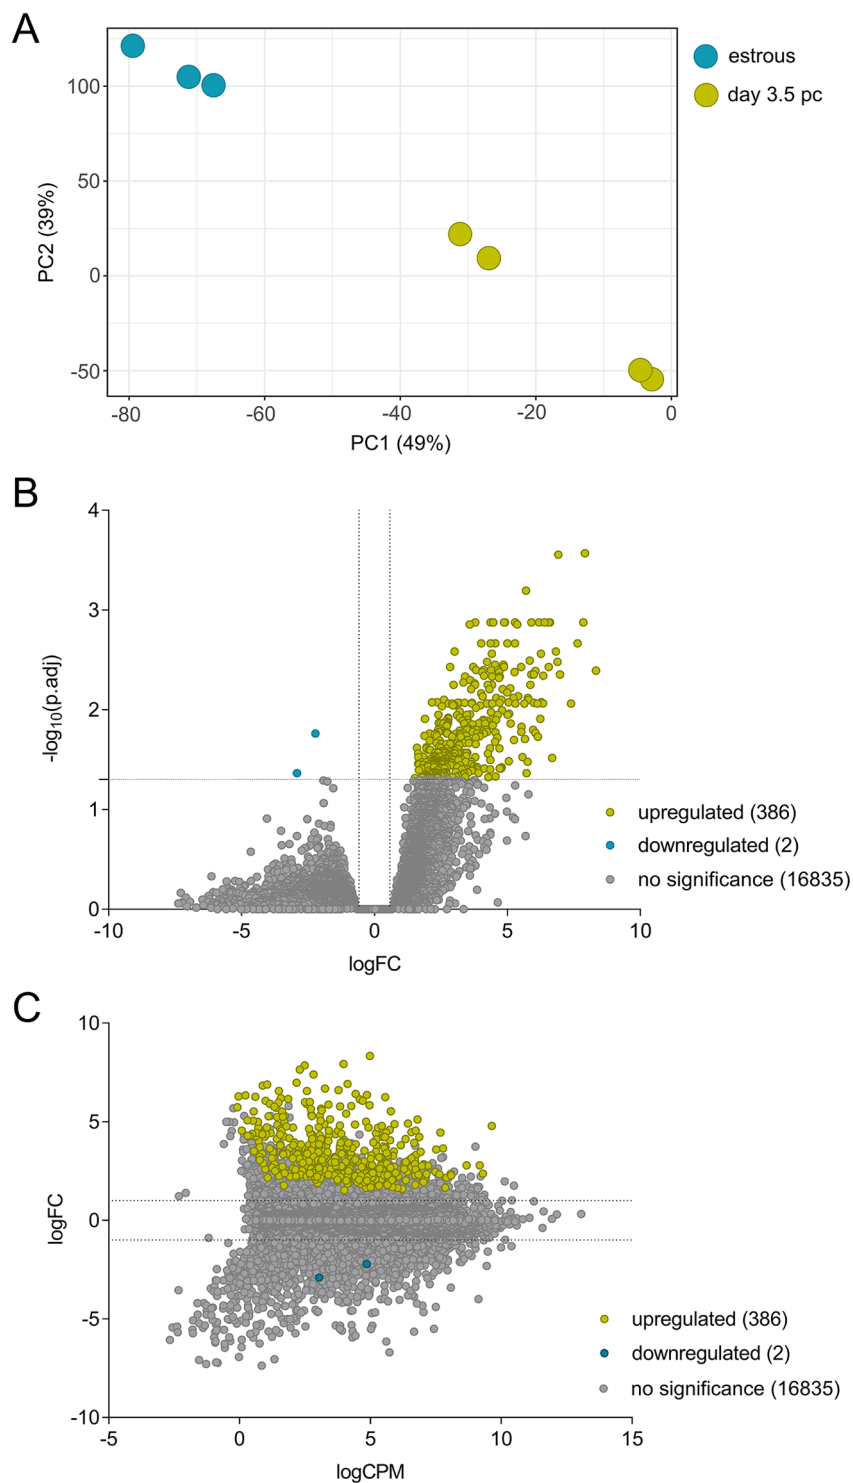 A
estrous
day 3.5 pc
PC2 (39%)
100
50
0
-50
-80 -60 -40 -20 0
PC1 (49%)
B
-log10(p.adj)
4
3
2
1
0
upregulated (386)
downregulated (2)
no significance (16835)
-10 -5 0 5 10
logFC
C
logFC
10
5
0
-5
-10
upregulated (386)
downregulated (2)
no significance (16835)
-5 0 5 10 15
logCPM